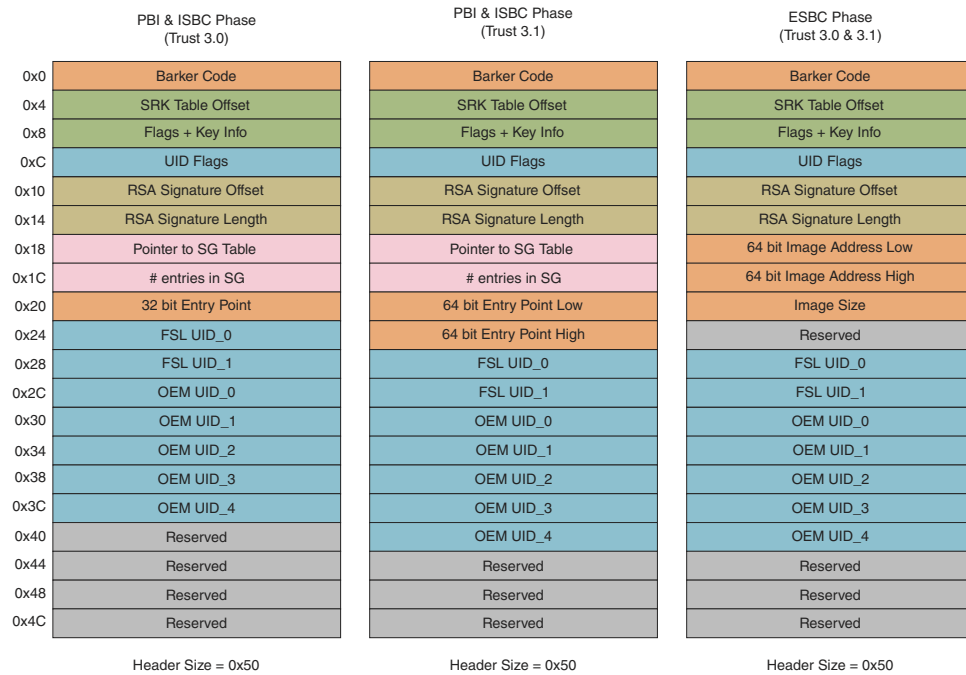 PBI & ISBC Phase
(Trust 3.0)
PBI & ISBC Phase
(Trust 3.1)
ESBC Phase
(Trust 3.0 & 3.1)
0x0 Barker Code Barker Code Barker Code
0x4 SRK Table Offset SRK Table Offset SRK Table Offset
0x8 Flags + Key Info Flags + Key Info Flags + Key Info
0xC UID Flags UID Flags UID Flags
0x10 RSA Signature Offset RSA Signature Offset RSA Signature Offset
0x14 RSA Signature Length RSA Signature Length RSA Signature Length
0x18 Pointer to SG Table Pointer to SG Table 64 bit Image Address Low
0x1C # entries in SG # entries in SG 64 bit Image Address High
0x20 32 bit Entry Point 64 bit Entry Point Low Image Size
0x24 FSL UID_0 64 bit Entry Point High Reserved
0x28 FSL UID_1 FSL UID_0 FSL UID_0
0x2C OEM UID_0 FSL UID_1 FSL UID_1
0x30 OEM UID_1 OEM UID_0 OEM UID_0
0x34 OEM UID_2 OEM UID_1 OEM UID_1
0x38 OEM UID_3 OEM UID_2 OEM UID_2
0x3C OEM UID_4 OEM UID_3 OEM UID_3
0x40 Reserved OEM UID_4 OEM UID_4
0x44 Reserved Reserved Reserved
0x48 Reserved Reserved Reserved
0x4C Reserved Reserved Reserved
Header Size = 0x50 Header Size = 0x50 Header Size = 0x50